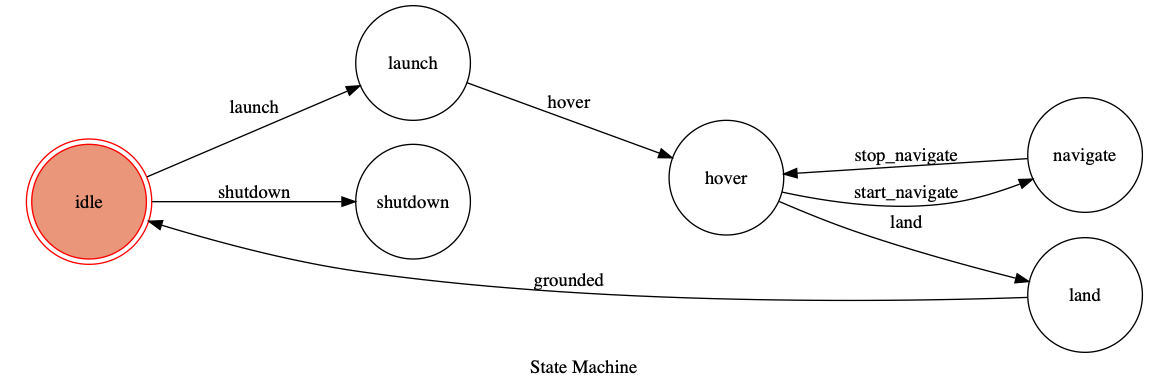 launch
launch
hover
idle
shutdown
shutdown
hover
stop_navigate
start_navigate
navigate
land
land
grounded
State Machine